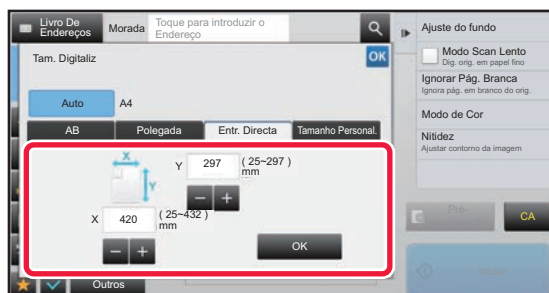 Livro De
Endereços
Morada
Toque para introduzir o
Endereço
Tam. Digitaliz
OK
Auto
A4
AB
Polegada
Entr. Directa
Tamanho Personal.
X
Y
Y
297
( 25~297 )
mm
X
420
( 25~432 )
mm
OK
Outros
Ajuste do fundo
Modo Scan Lento
Dig. orig. em papel fino
Ignorar Pág. Branca
Ignora pág. em branco do orig.
Modo de Cor
Nitidez
Ajustar contorno da imagem
Pré-
CA